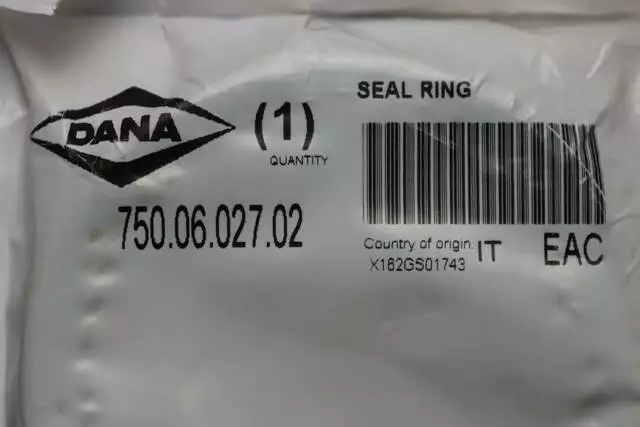 DANA
(1)
QUANTITY
750.06.027.02
SEAL RING
Country of origin: IT EAC
X162GS01743